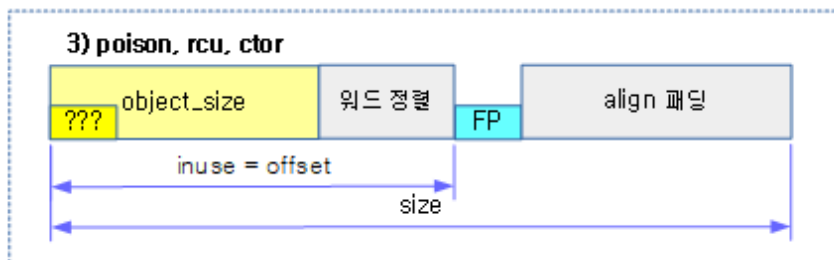 3) poison, rcu, ctor
object_size
워드 정렬
align 패딩
???
FP
inuse = offset
size